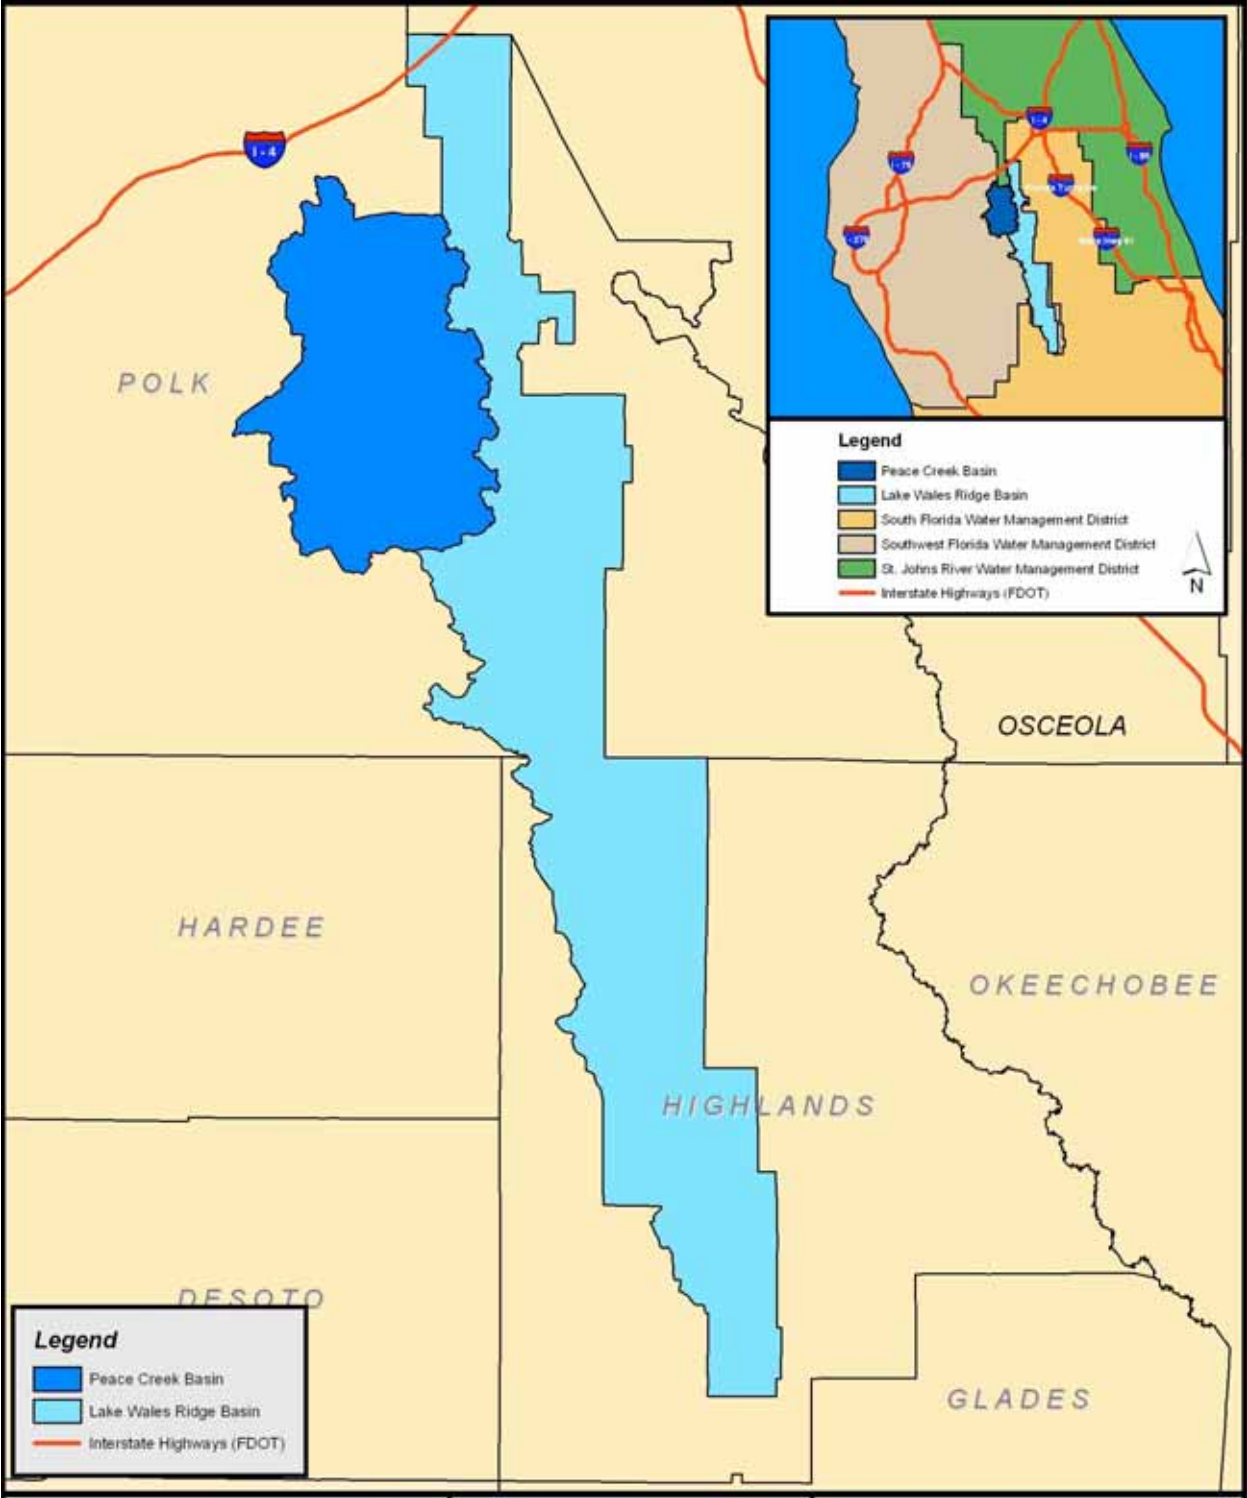 I-4
POLK
OSCEOLA
HARDEE
OKEECHOBEE
HIGHLANDS
DESOTO
GLADES
I-4
I-75
Legend
Peace Creek Basin
Lake Wales Ridge Basin
South Florida Water Management District
Southwest Florida Water Management District
St. Johns River Water Management District
Interstate Highways (FDOT)
N
Legend
Peace Creek Basin
Lake Wales Ridge Basin
Interstate Highways (FDOT)